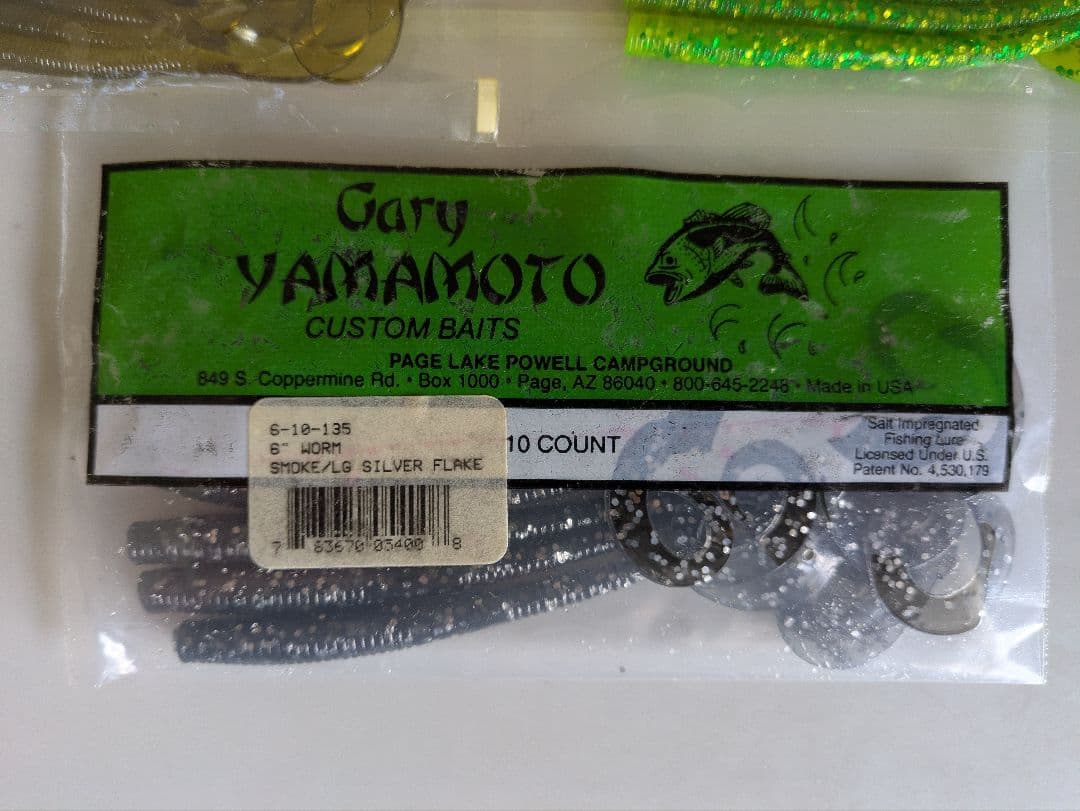 Gary
YAMAMOTO
CUSTOM BAITS
PAGE LAKE POWELL CAMPGROUND
849 S. Coppermine Rd. • Box 1000 • Page, AZ 86040 • 800-645-2248 • Made in USA
6-10-135
6" WORM
SMOKE/LG SILVER FLAKE
7 63670 03400 8
10 COUNT
Salt Impregnated
Fishing Lure
Licensed Under U.S.
Patent No. 4,530,179